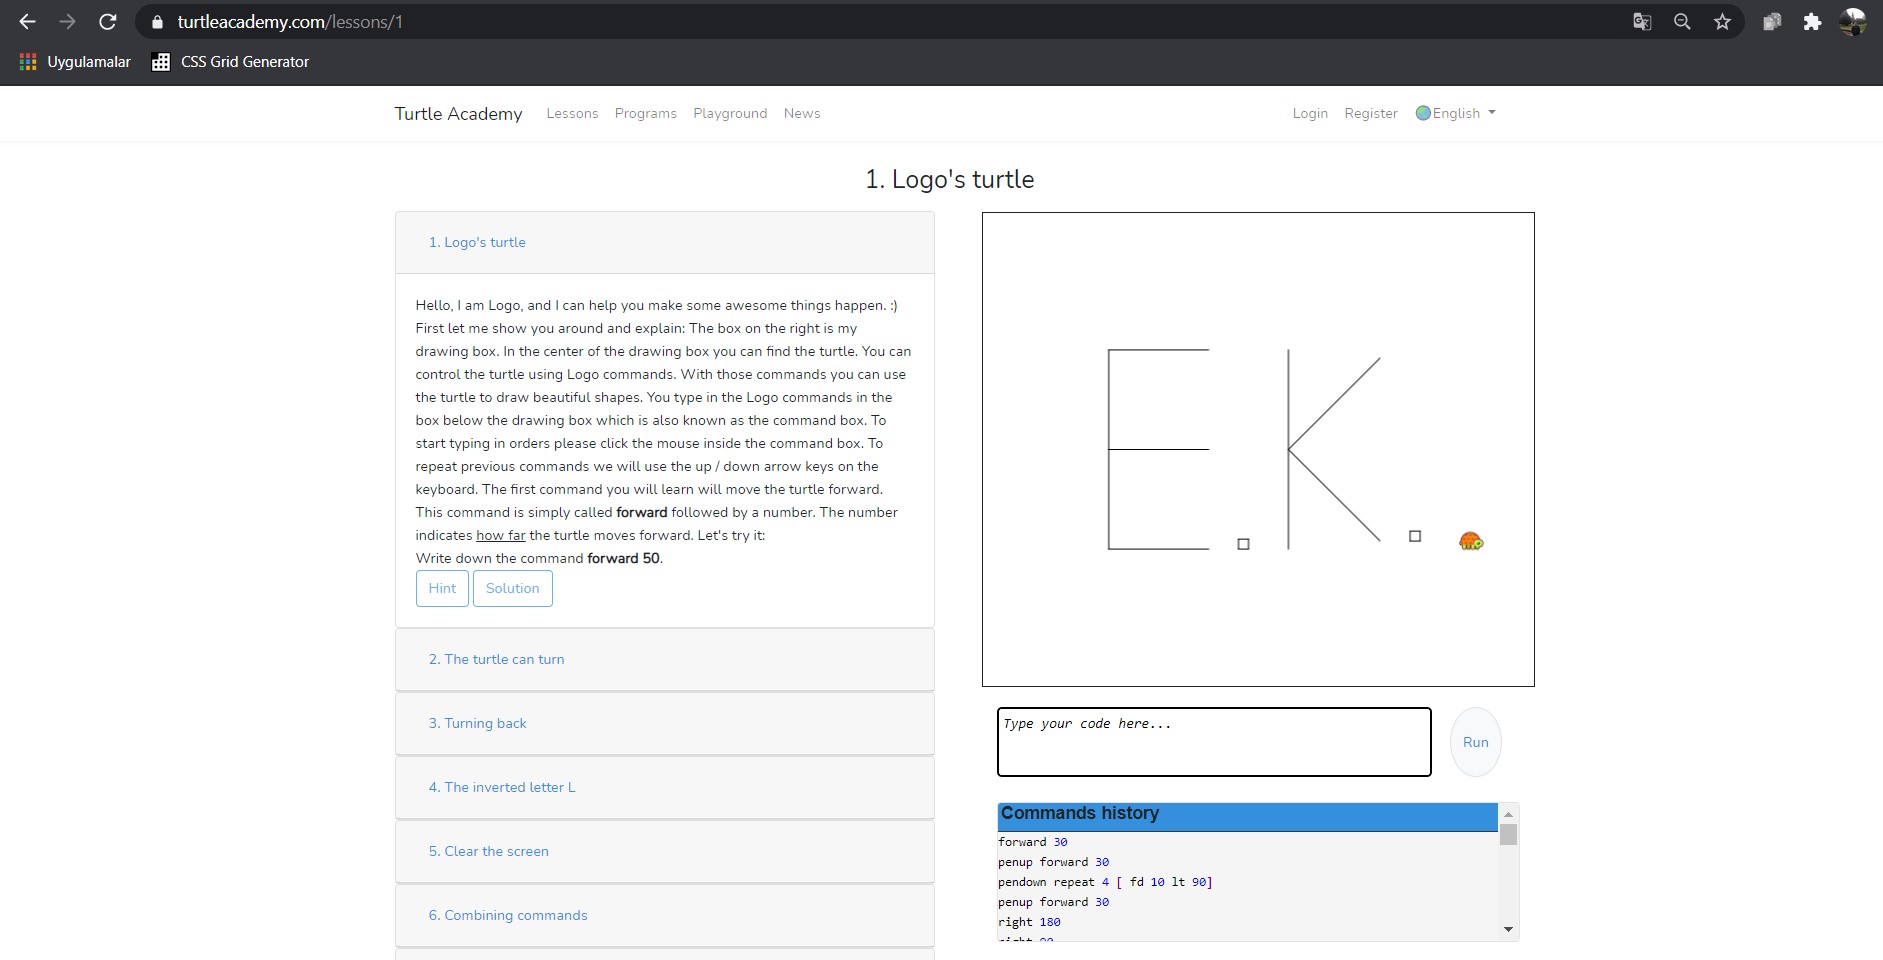 turtleacademy.com/lessons/1
Uygulamalar
CSS Grid Generator
Turtle Academy
Lessons
Programs
Playground
News
Login
Register
English
1. Logo's turtle
1. Logo's turtle
Hello, I am Logo, and I can help you make some awesome things happen. :)
First let me show you around and explain: The box on the right is my
drawing box. In the center of the drawing box you can find the turtle. You can
control the turtle using Logo commands. With those commands you can use
the turtle to draw beautiful shapes. You type in the Logo commands in the
box below the drawing box which is also known as the command box. To
start typing in orders please click the mouse inside the command box. To
repeat previous commands we will use the up / down arrow keys on the
keyboard. The first command you will learn will move the turtle forward.
This command is simply called forward followed by a number. The number
indicates how far the turtle moves forward. Let's try it:
Write down the command forward 50.
Hint
Solution
2. The turtle can turn
3. Turning back
4. The inverted letter L
5. Clear the screen
6. Combining commands
E.K.
Type your code here...
Run
Commands history
forward 30
penup forward 30
pendown repeat 4 [ fd 10 lt 90]
penup forward 30
right 180